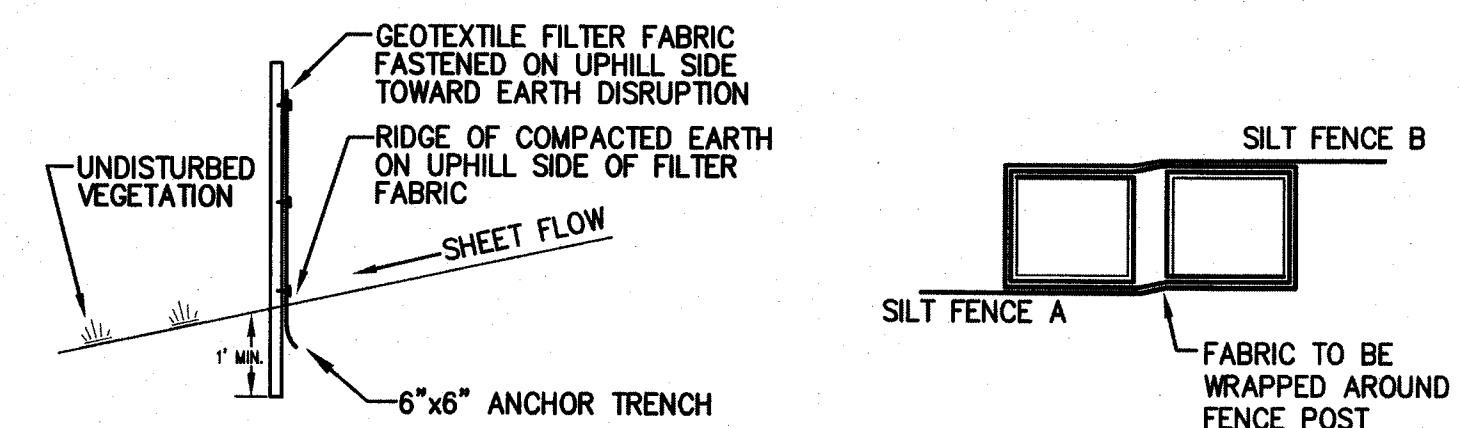 GEOTEXTILE FILTER FABRIC
FASTENED ON UPHILL SIDE
TOWARD EARTH DISRUPTION
RIDGE OF COMPACTED EARTH
ON UPHILL SIDE OF FILTER
FABRIC
UNDISTURBED
VEGETATION
SHEET FLOW
1' MIN.
6"x6" ANCHOR TRENCH
SILT FENCE B
SILT FENCE A
FABRIC TO BE
WRAPPED AROUND
FENCE POST